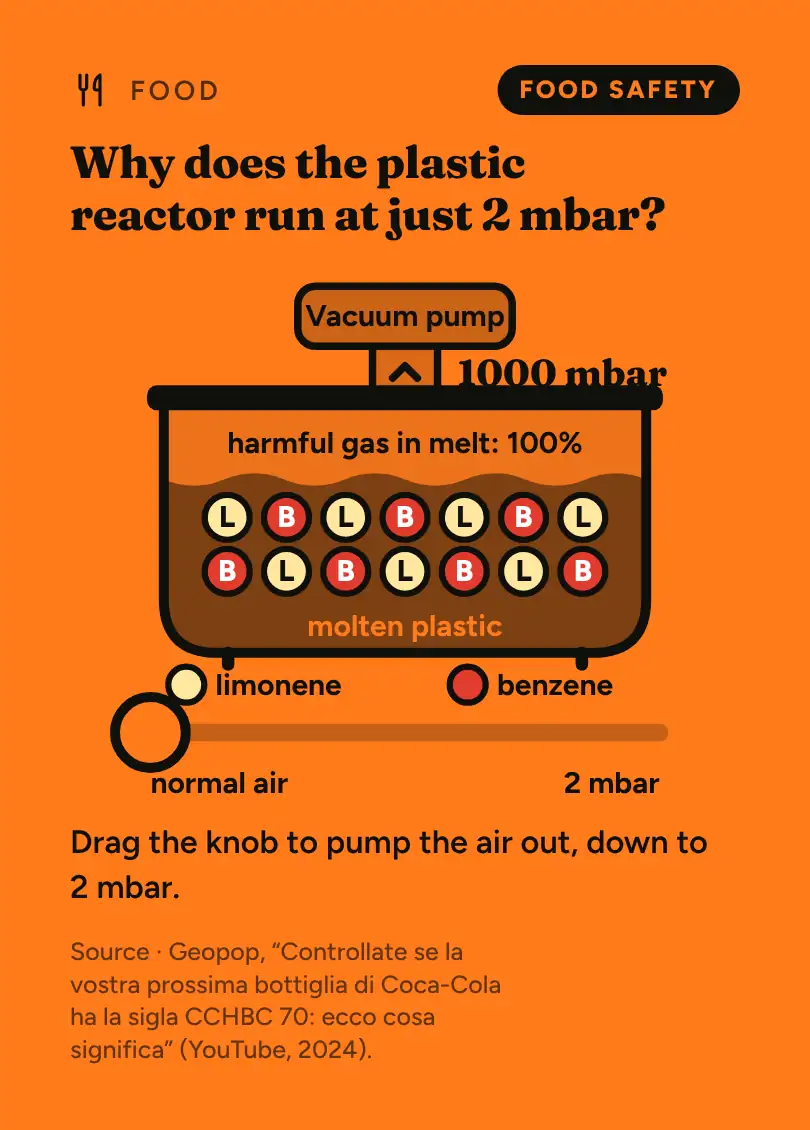 FOOD
FOOD SAFETY
Why does the plastic
reactor run at just 2 mbar?
Vacuum pump
1000 mbar
harmful gas in melt: 100%
L B L B L B L
B L B L B L B
molten plastic
limonene
benzene
normal air
2 mbar
Drag the knob to pump the air out, down to
2 mbar.
Source · Geopop, “Controllate se la
vostra prossima bottiglia di Coca-Cola
ha la sigla CCHBC 70: ecco cosa
significa” (YouTube, 2024).